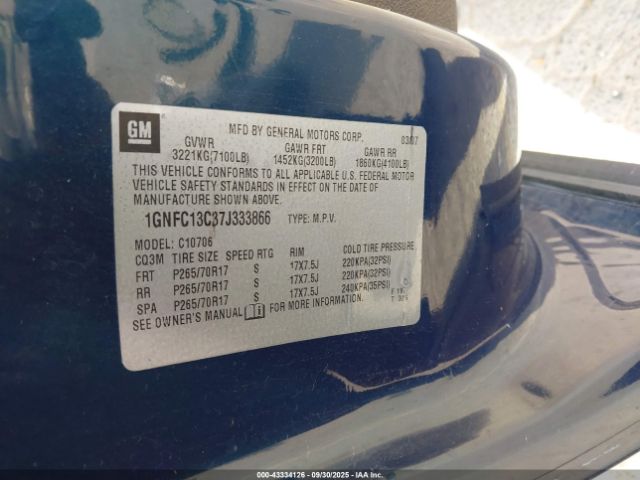 GM
MFD BY GENERAL MOTORS CORP. 03/07
GVWR GAWR FRT GAWR RR
3221KG(7100LB) 1452KG(3200LB) 1860KG(4100LB)
THIS VEHICLE CONFORMS TO ALL APPLICABLE U.S. FEDERAL MOTOR
VEHICLE SAFETY STANDARDS IN EFFECT ON THE DATE OF
MANUFACTURE SHOWN ABOVE.
1GNFC13C37J333866 TYPE: M.P.V.
MODEL: C10706
CQ3M TIRE SIZE SPEED RTG RIM COLD TIRE PRESSURE
FRT P265/70R17 S 17X7.5J 220KPA(32PSI)
RR P265/70R17 S 17X7.5J 220KPA(32PSI)
SPA P265/70R17 S 17X7.5J 240KPA(35PSI)
SEE OWNER'S MANUAL FOR MORE INFORMATION.
000-43334126 - 09/30/2025 - IAA Holdings, LLC